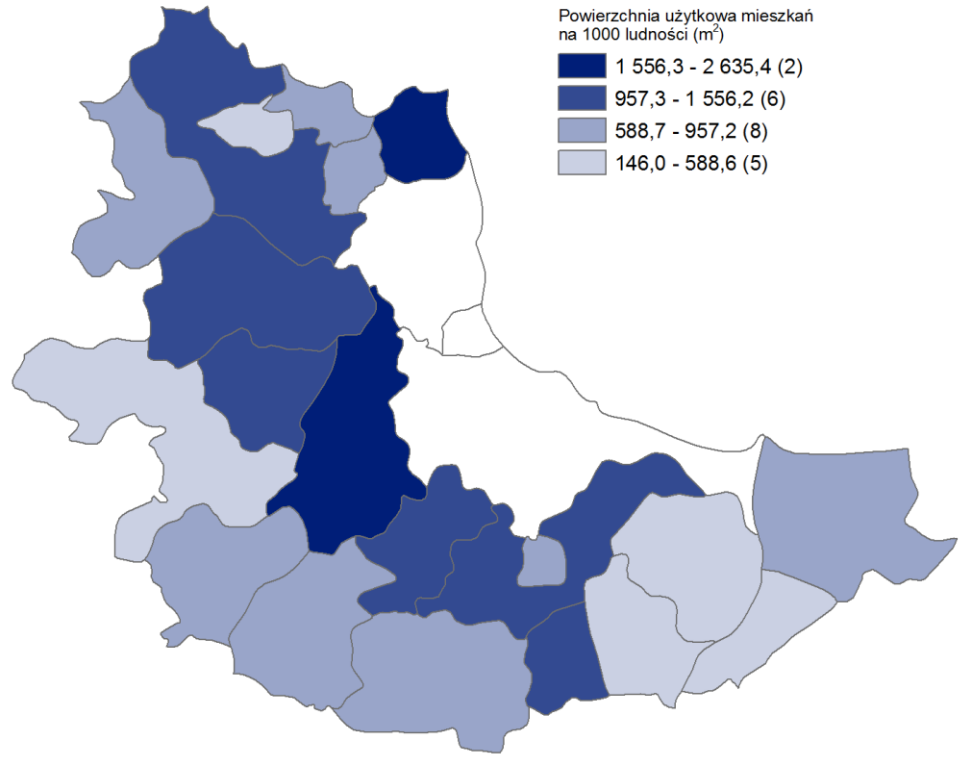 Powierzchnia użytkowa mieszkań
na 1000 ludności (m²)
1 556,3 - 2 635,4 (2)
957,3 - 1 556,2 (6)
588,7 - 957,2 (8)
146,0 - 588,6 (5)